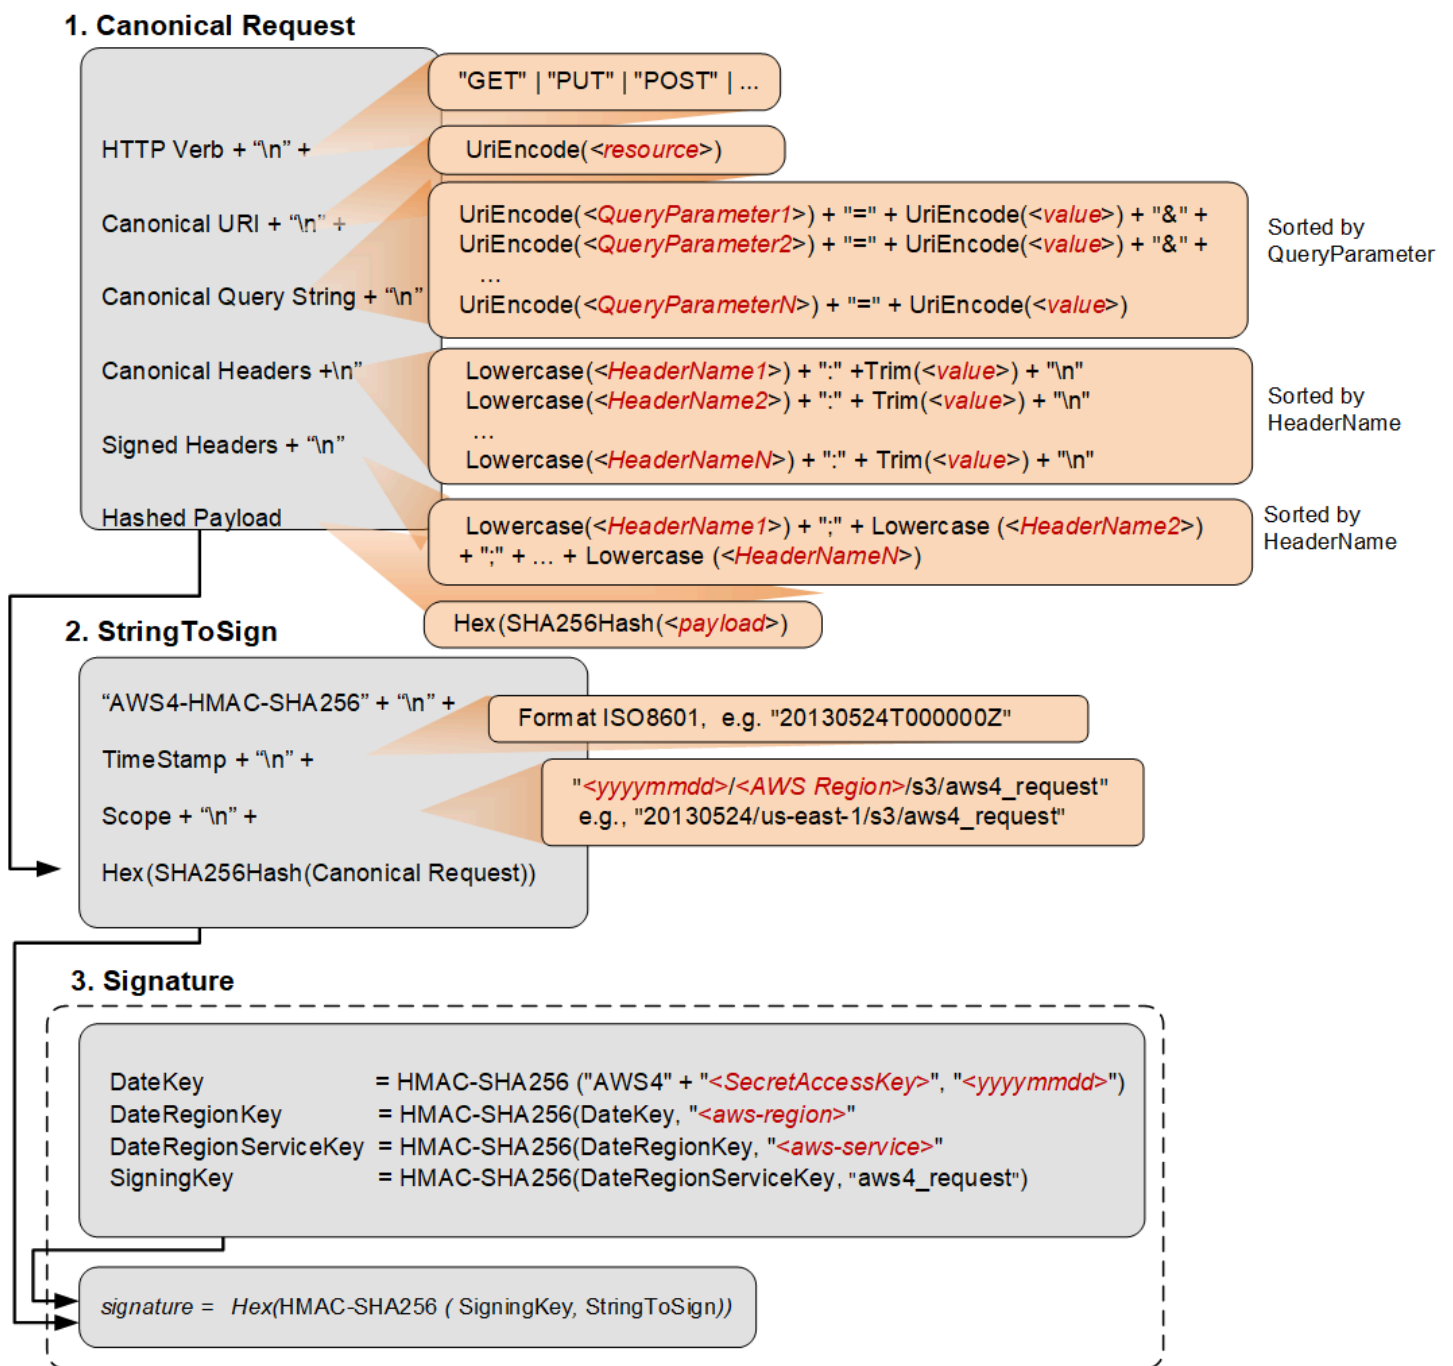 1. Canonical Request
"GET" | "PUT" | "POST" | ...
HTTP Verb + “\n” +
UriEncode(<resource>)
Canonical URI + “\n” +
UriEncode(<QueryParameter1>) + "=" + UriEncode(<value>) + "&" +
UriEncode(<QueryParameter2>) + "=" + UriEncode(<value>) + "&" +
...
UriEncode(<QueryParameterN>) + "=" + UriEncode(<value>)
Sorted by
QueryParameter
Canonical Query String + “\n”
Canonical Headers +\n”
Lowercase(<HeaderName1>) + ":" +Trim(<value>) + "\n"
Lowercase(<HeaderName2>) + ":" + Trim(<value>) + "\n"
...
Lowercase(<HeaderNameN>) + ":" + Trim(<value>) + "\n"
Sorted by
HeaderName
Signed Headers + “\n”
Lowercase(<HeaderName1>) + ";" + Lowercase (<HeaderName2>)
+ ";" + ... + Lowercase (<HeaderNameN>)
Sorted by
HeaderName
Hashed Payload
Hex(SHA256Hash(<payload>)
2. StringToSign
“AWS4-HMAC-SHA256” + “\n” +
Format ISO8601, e.g. "20130524T000000Z"
TimeStamp + “\n” +
"<yyyymmdd>/<AWS Region>/s3/aws4_request"
e.g., "20130524/us-east-1/s3/aws4_request"
Scope + “\n” +
Hex(SHA256Hash(Canonical Request))
3. Signature
DateKey = HMAC-SHA256 ("AWS4" + "<SecretAccessKey>", "<yyyymmdd>")
DateRegionKey = HMAC-SHA256(DateKey, "<aws-region>"
DateRegionServiceKey = HMAC-SHA256(DateRegionKey, "<aws-service>"
SigningKey = HMAC-SHA256(DateRegionServiceKey, "aws4_request")
signature = Hex(HMAC-SHA256 ( SigningKey, StringToSign))